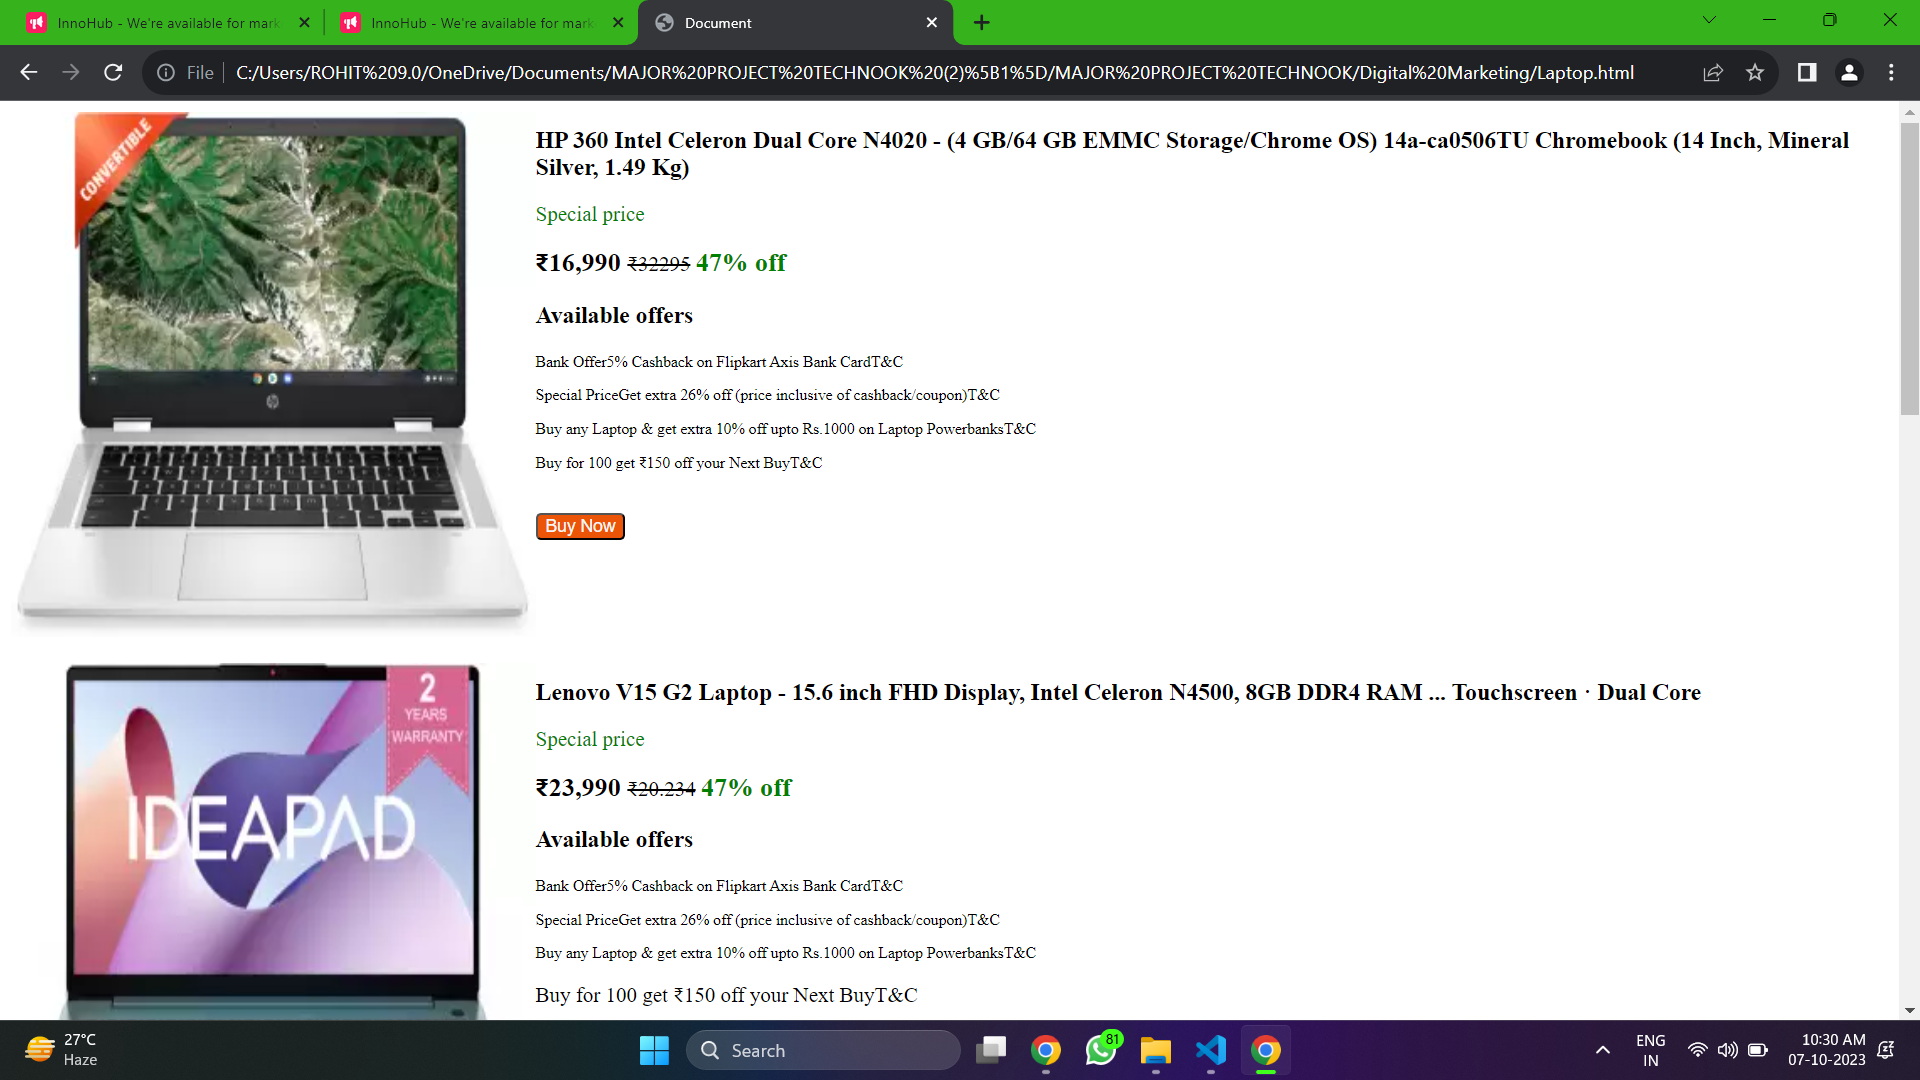 InnoHub - We're available for mark
InnoHub - We're available for mark
Document
File
C:/Users/ROHIT%209.0/OneDrive/Documents/MAJOR%20PROJECT%20TECHNOOK%20(2)%5B1%5D/MAJOR%20PROJECT%20TECHNOOK/Digital%20Marketing/Laptop.html
CONVERTIBLE
hp
HP 360 Intel Celeron Dual Core N4020 - (4 GB/64 GB EMMC Storage/Chrome OS) 14a-ca0506TU Chromebook (14 Inch, Mineral
Silver, 1.49 Kg)
Special price
₹16,990 ₹32295 47% off
Available offers
Bank Offer5% Cashback on Flipkart Axis Bank CardT&C
Special PriceGet extra 26% off (price inclusive of cashback/coupon)T&C
Buy any Laptop & get extra 10% off upto Rs.1000 on Laptop PowerbanksT&C
Buy for 100 get ₹150 off your Next BuyT&C
Buy Now
2
YEARS
WARRANTY
IDEAPAD
Lenovo V15 G2 Laptop - 15.6 inch FHD Display, Intel Celeron N4500, 8GB DDR4 RAM ... Touchscreen · Dual Core
Special price
₹23,990 ₹20.234 47% off
Available offers
Bank Offer5% Cashback on Flipkart Axis Bank CardT&C
Special PriceGet extra 26% off (price inclusive of cashback/coupon)T&C
Buy any Laptop & get extra 10% off upto Rs.1000 on Laptop PowerbanksT&C
Buy for 100 get ₹150 off your Next BuyT&C
27°C
Haze
Search
81
ENG
IN
10:30 AM
07-10-2023